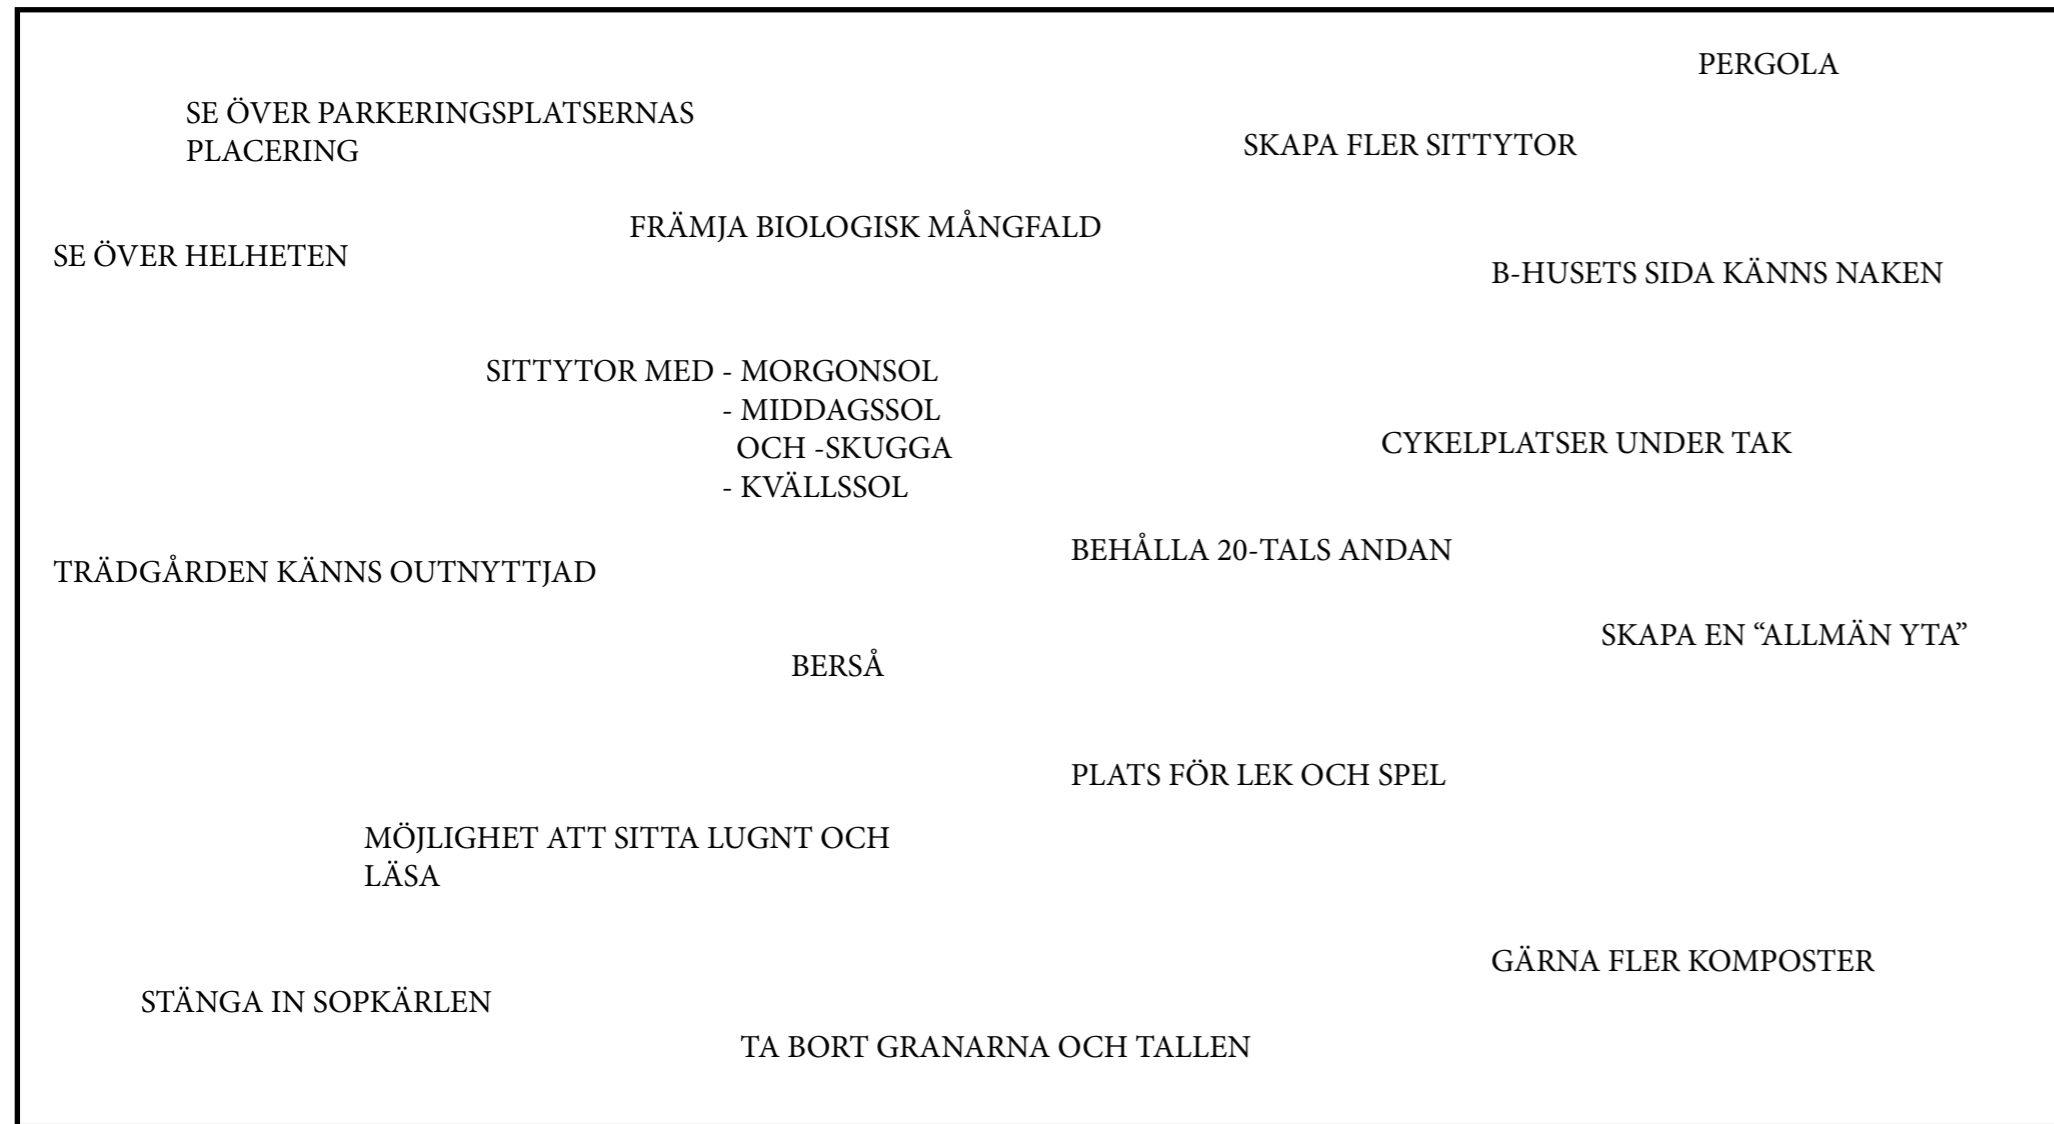 PERGOLA
SE ÖVER PARKERINGSPLATSERNAS
PLACERING
SKAPA FLER SITTYTOR
FRÄMJA BIOLOGISK MÅNGFALD
SE ÖVER HELHETEN
B-HUSETS SIDA KÄNNS NAKEN
SITTYTOR MED - MORGONSOL
- MIDDAGSSOL
OCH -SKUGGA
- KVÄLLSSOL
CYKELPLATSER UNDER TAK
BEHÅLLA 20-TALS ANDAN
TRÄDGÅRDEN KÄNNS OUTNYTTJAD
SKAPA EN “ALLMÄN YTA”
BERSÅ
PLATS FÖR LEK OCH SPEL
MÖJLIGHET ATT SITTA LUGNT OCH
LÄSA
GÄRNA FLER KOMPOSTER
STÄNGA IN SOPKÄRLEN
TA BORT GRANARNA OCH TALLEN